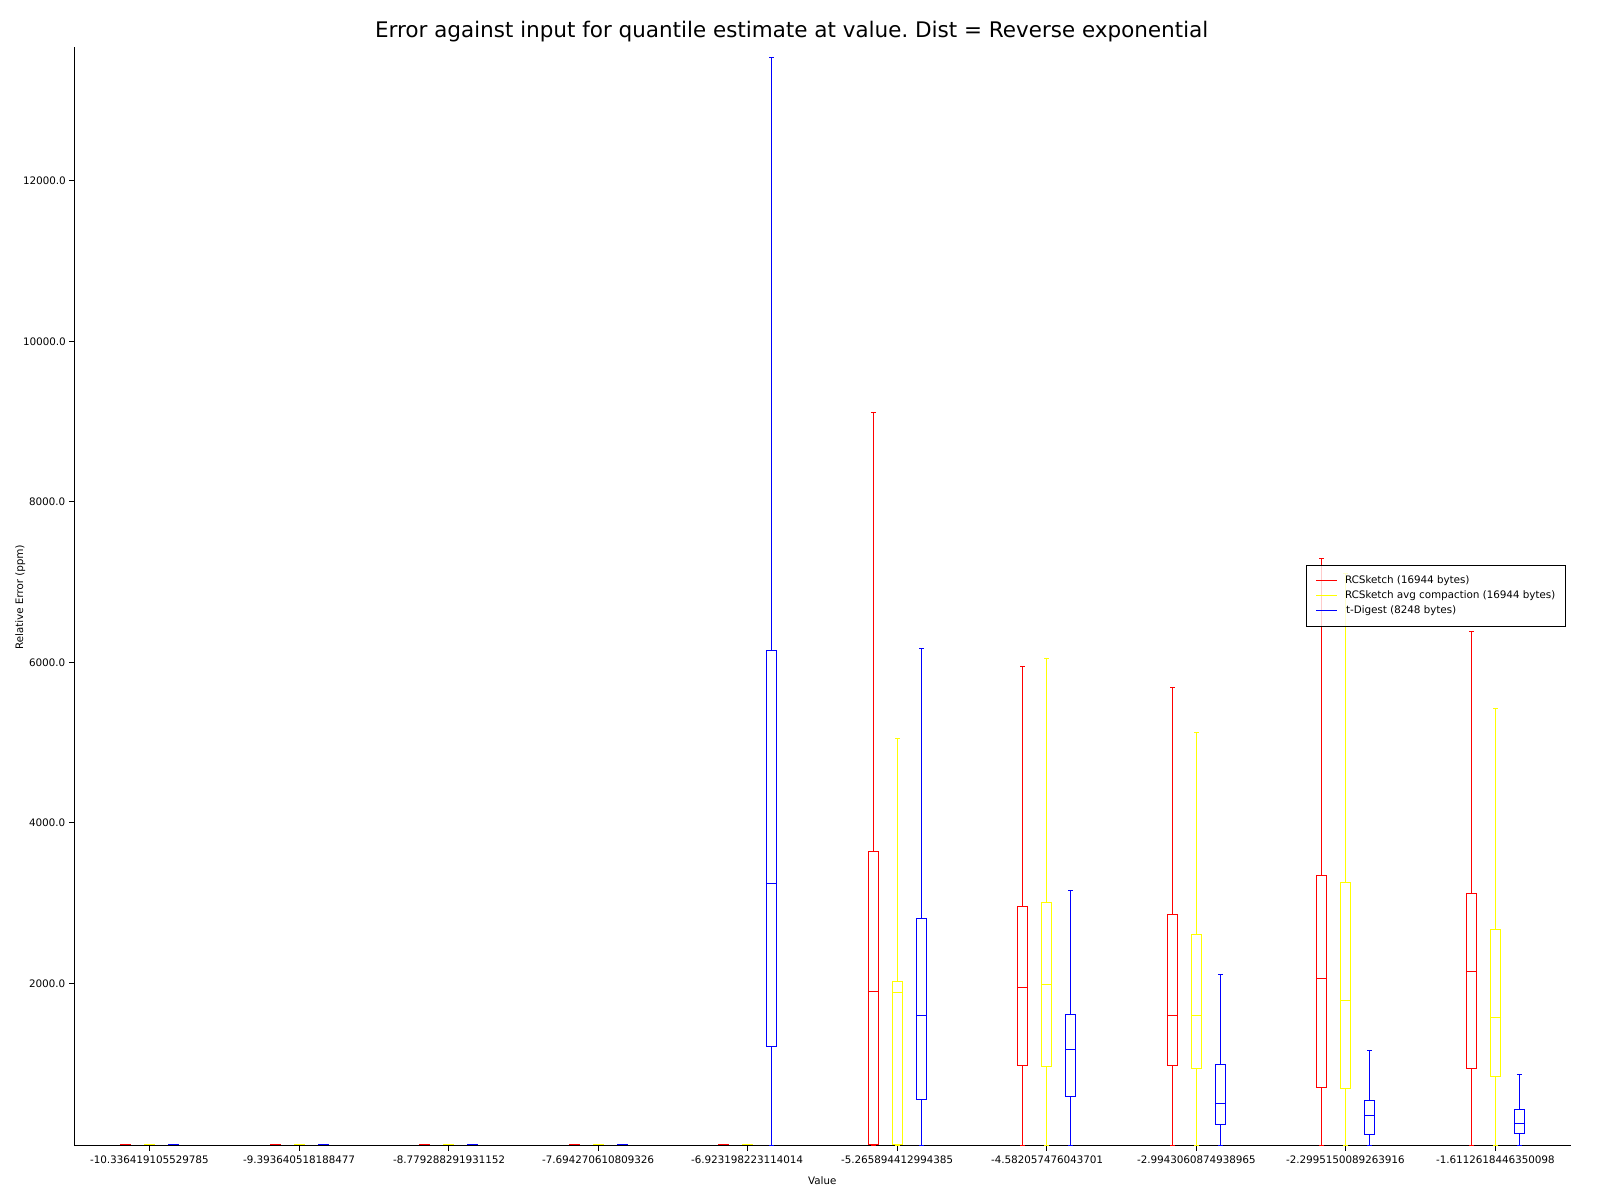 Error against input for quantile estimate at value. Dist = Reverse exponential
12000.0
10000.0
8000.0
6000.0
4000.0
2000.0
Relative Error (ppm)
RCSketch (16944 bytes)
RCSketch avg compaction (16944 bytes)
t-Digest (8248 bytes)
-10.336419105529785
-9.393640518188477
-8.779288291931152
-7.694270610809326
-6.923198223114014
-5.265894412994385
-4.582057476043701
-2.9943060874938965
-2.2995150089263916
-1.6112618446350098
Value